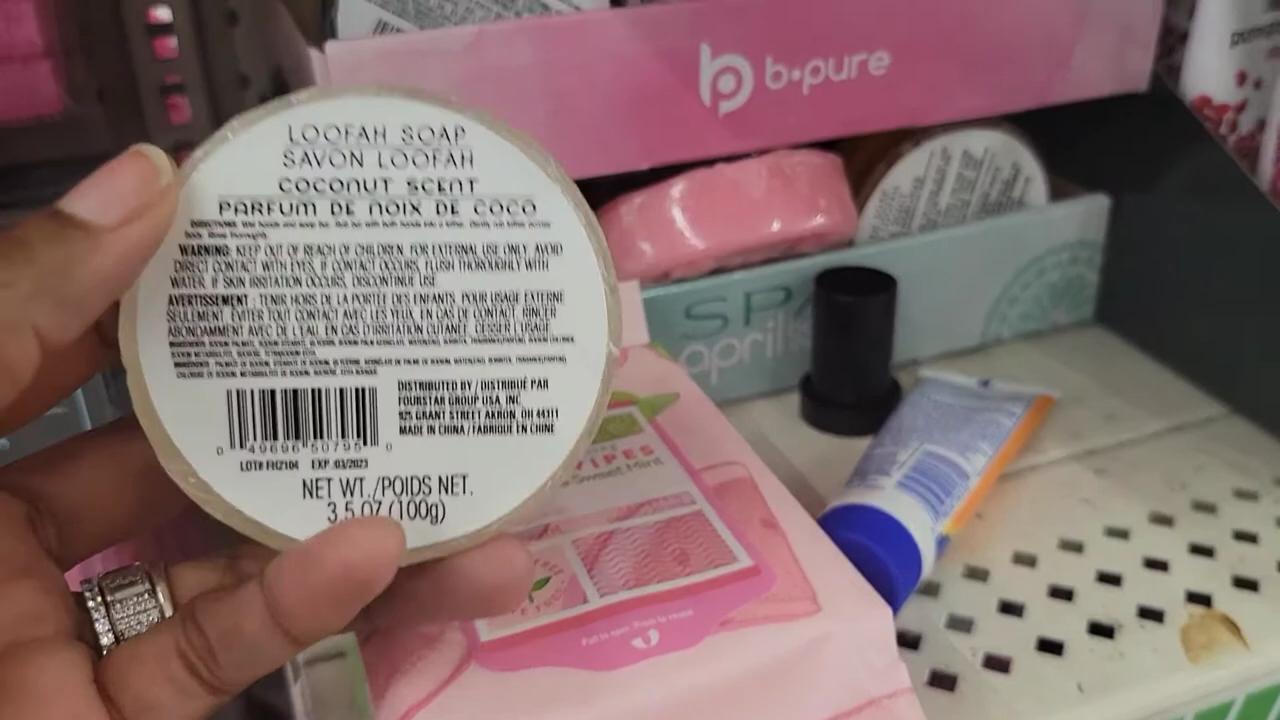 b•pure
LOOFAH SOAP
SAVON LOOFAH
COCONUT SCENT
PARFUM DE NOIX DE COCO
WARNING: KEEP OUT OF REACH OF CHILDREN. FOR EXTERNAL USE ONLY. AVOID
DIRECT CONTACT WITH EYES. IF CONTACT OCCURS, FLUSH THOROUGHLY WITH
WATER. IF SKIN IRRITATION OCCURS, DISCONTINUE USE.
AVERTISSEMENT : TENIR HORS DE LA PORTÉE DES ENFANTS. POUR USAGE EXTERNE
SEULEMENT. ÉVITER TOUT CONTACT AVEC LES YEUX. EN CAS DE CONTACT, RINCER
ABONDAMMENT AVEC DE L'EAU. EN CAS D'IRRITATION CUTANÉE, CESSER L'USAGE.
DISTRIBUTED BY / DISTRIBUÉ PAR
FOURSTAR GROUP USA, INC.
925 GRANT STREET AKRON, OH 44311
MADE IN CHINA / FABRIQUÉ EN CHINE
0 49696 50795 0
LOT# FH2104 EXP :03/2023
NET WT./POIDS NET.
3.5 OZ (100g)
SPA
april
WIPES
Sweet Mint